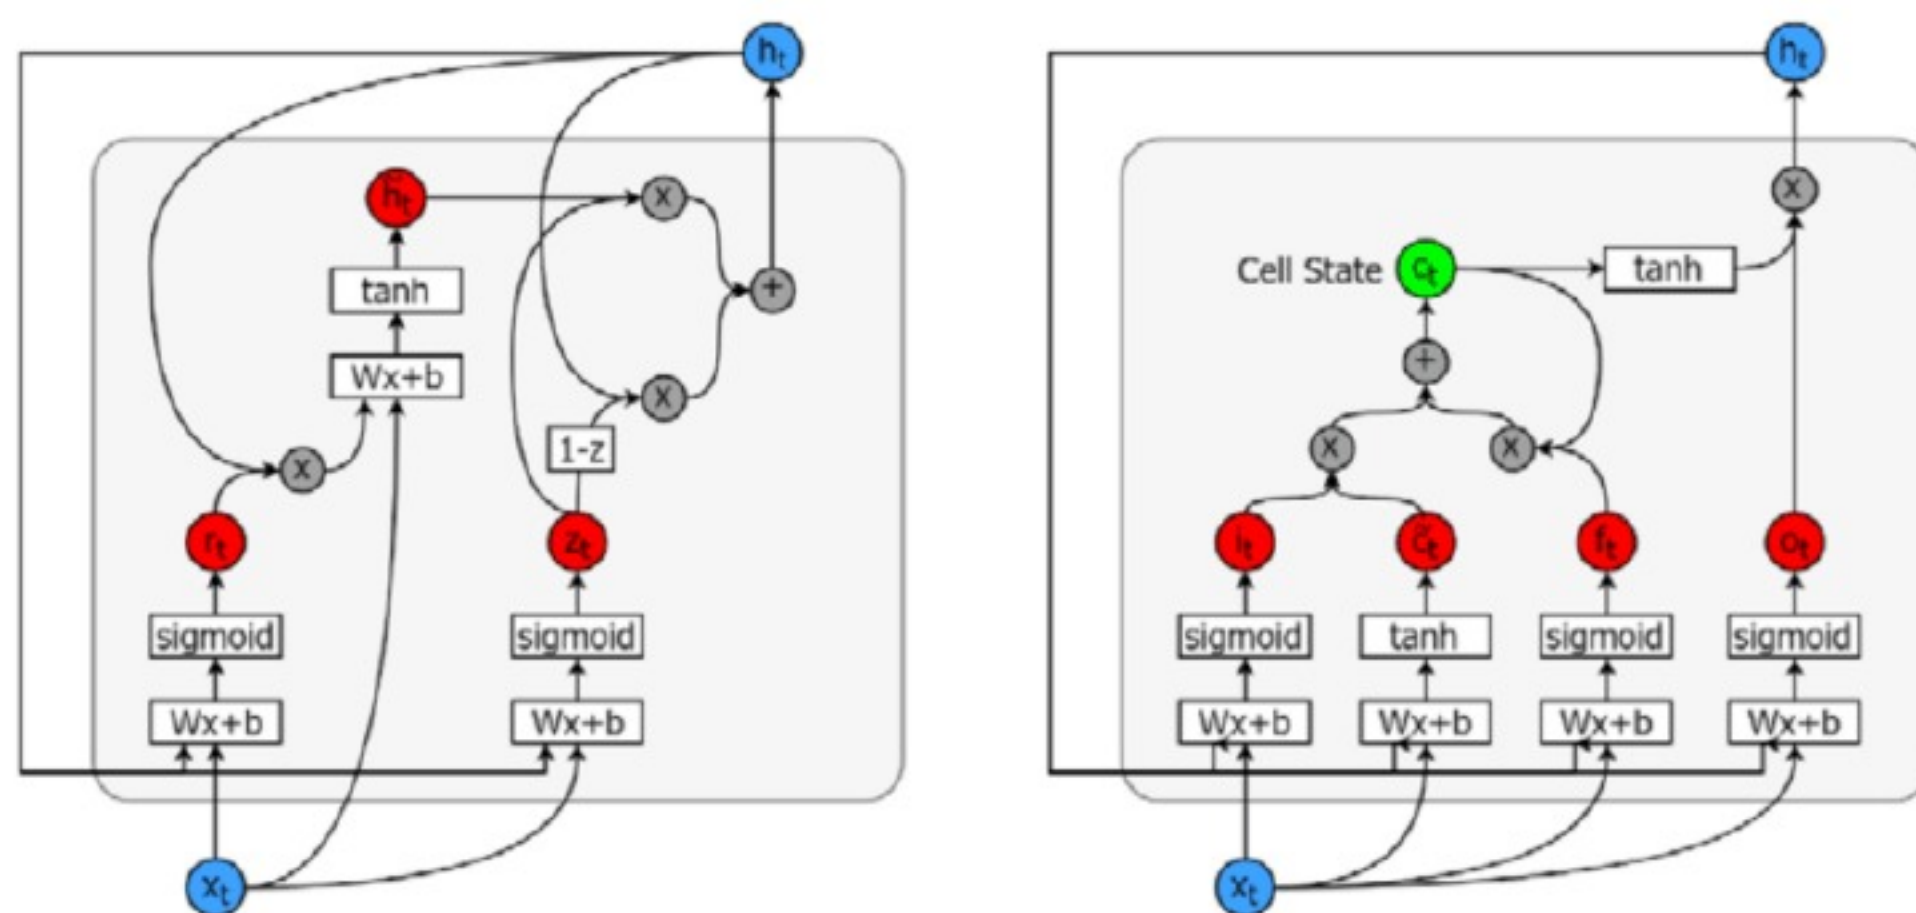 hₜ
h̃ₜ
x
tanh
+
Wx+b
x
1-z
x
rₜ
zₜ
sigmoid
sigmoid
Wx+b
Wx+b
xₜ
hₜ
x
Cell State cₜ tanh
+
x x
iₜ c̃ₜ fₜ oₜ
sigmoid tanh sigmoid sigmoid
Wx+b Wx+b Wx+b Wx+b
xₜ